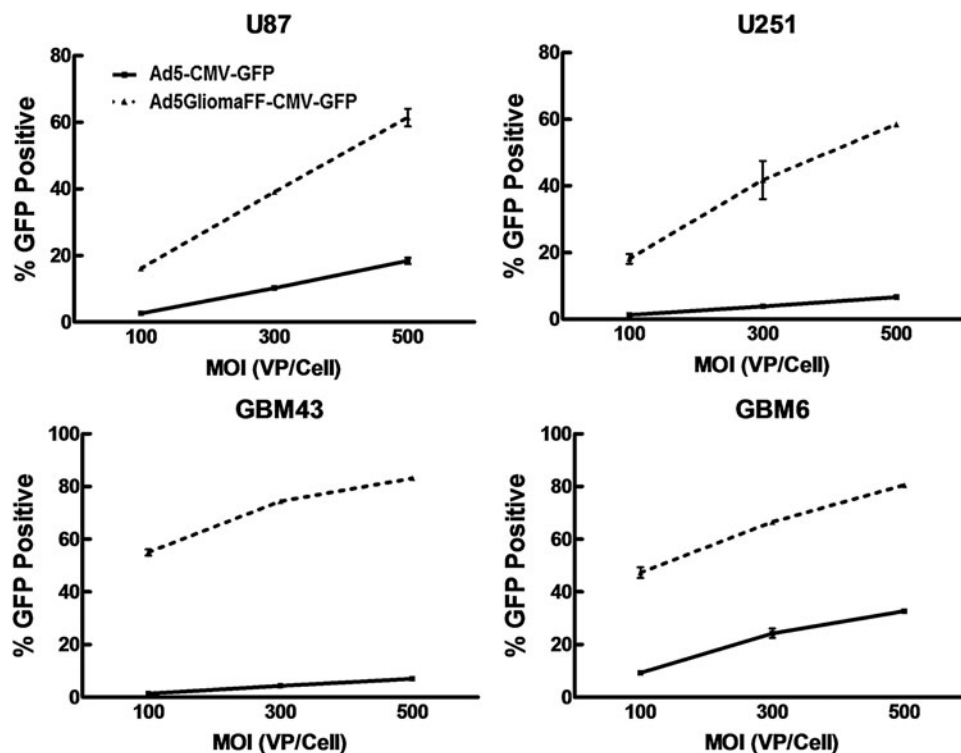 U87
% GFP Positive
80
60
40
20
0
Ad5-CMV-GFP
Ad5GliomaFF-CMV-GFP
100 300 500
MOI (VP/Cell)
U251
% GFP Positive
80
60
40
20
0
100 300 500
MOI (VP/Cell)
GBM43
% GFP Positive
100
80
60
40
20
0
100 300 500
MOI (VP/Cell)
GBM6
% GFP Positive
100
80
60
40
20
0
100 300 500
MOI (VP/Cell)